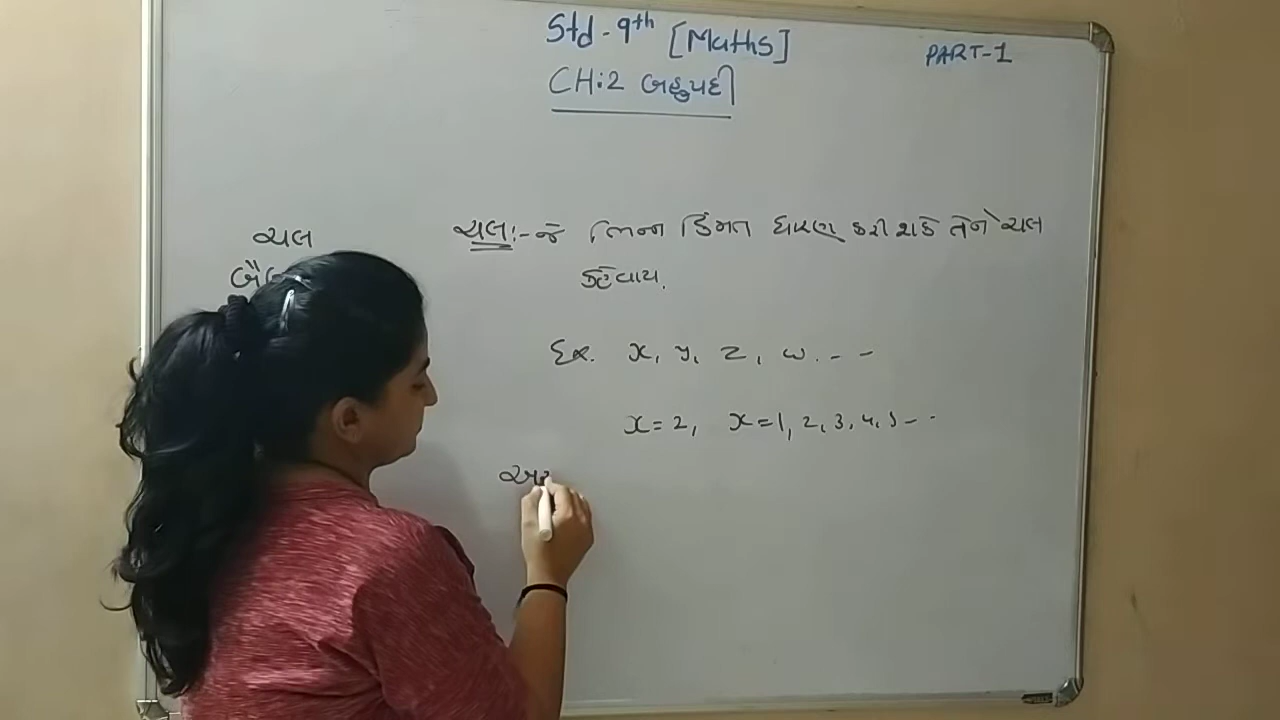 Std - 9th [Maths]
PART-1
CH:2 બહુપદી
ચલ
ચલ:- જે ભિન્ન કિંમત ધારણ કરી શકે તેને ચલ
કહેવાય.
Ex. x, y, z, w. - -
x = 2, x = 1, 2, 3, 4, 5 - -